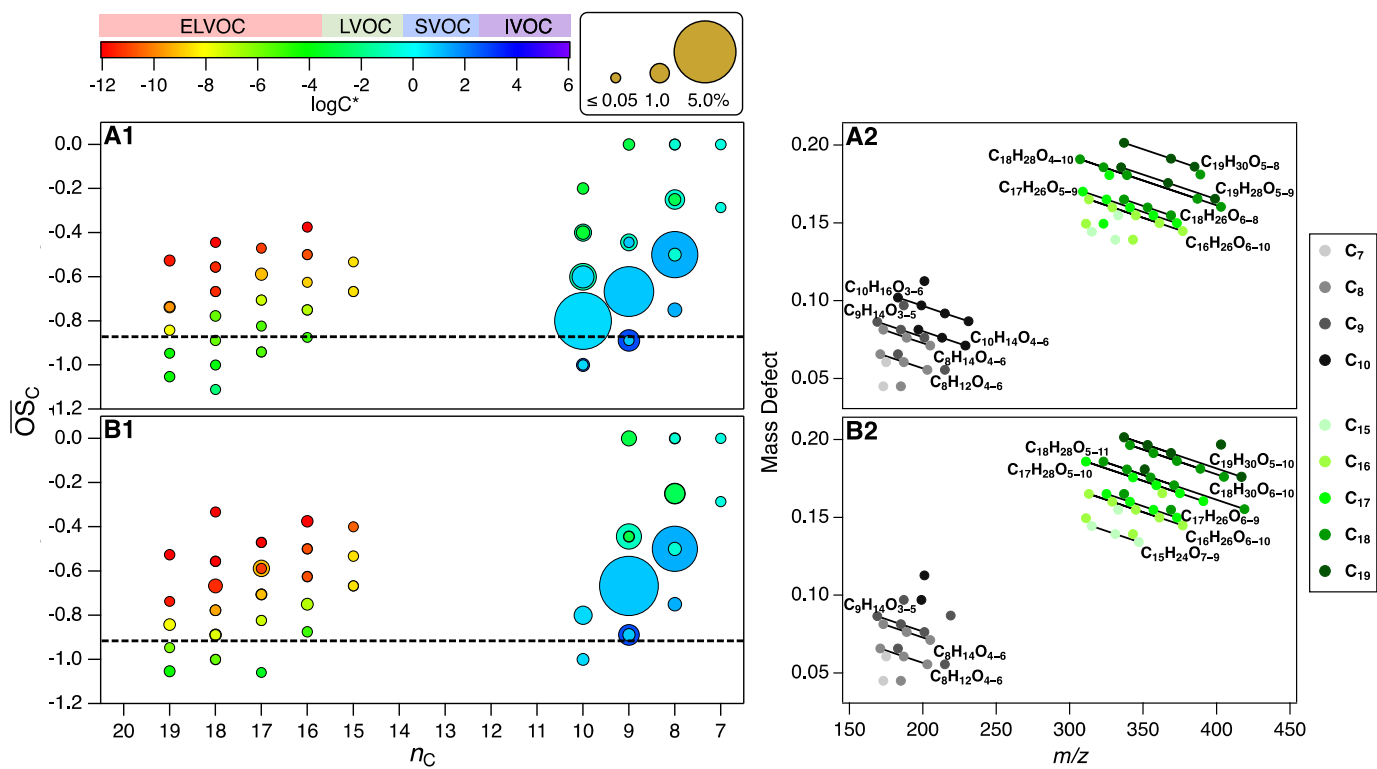 ELVOC LVOC SVOC IVOC
-12 -10 -8 -6 -4 -2 0 2 4 6
logC*
≤ 0.05 1.0 5.0%
A1
0.0
-0.2
-0.4
-0.6
-0.8
-1.0
-1.2
B1
0.0
-0.2
-0.4
-0.6
-0.8
-1.0
-1.2
OS̅C
20 19 18 17 16 15 14 13 12 11 10 9 8 7
nC
A2
0.20
0.15
0.10
0.05
C18H28O4–10
C19H30O5–8
C17H26O5–9
C19H28O5–9
C18H26O6–8
C16H26O6–10
C10H16O3–6
C9H14O3–5
C10H14O4–6
C8H14O4–6
C8H12O4–6
Mass Defect
B2
0.20
0.15
0.10
0.05
C18H28O5–11
C17H28O5–10
C19H30O5–10
C18H30O6–10
C17H26O6–9
C16H26O6–10
C15H24O7–9
C9H14O3–5
C8H14O4–6
C8H12O4–6
150 200 250 300 350 400 450
m/z
C7
C8
C9
C10
C15
C16
C17
C18
C19